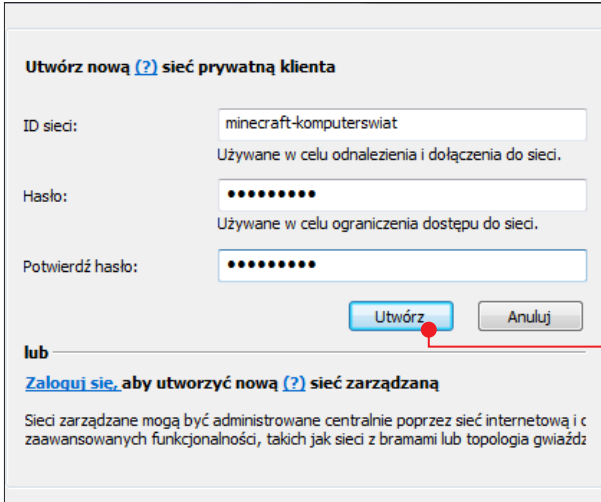 Utwórz nową (?) sieć prywatną klienta
ID sieci: minecraft-komputerswiat
Używane w celu odnalezienia i dołączenia do sieci.
Hasło: •••••••••
Używane w celu ograniczenia dostępu do sieci.
Potwierdź hasło: •••••••••
Utwórz Anuluj
lub
Zaloguj się, aby utworzyć nową (?) sieć zarządzaną
Sieci zarządzane mogą być administrowane centralnie poprzez sieć internetową i
zaawansowanych funkcjonalności, takich jak sieci z bramami lub topologia